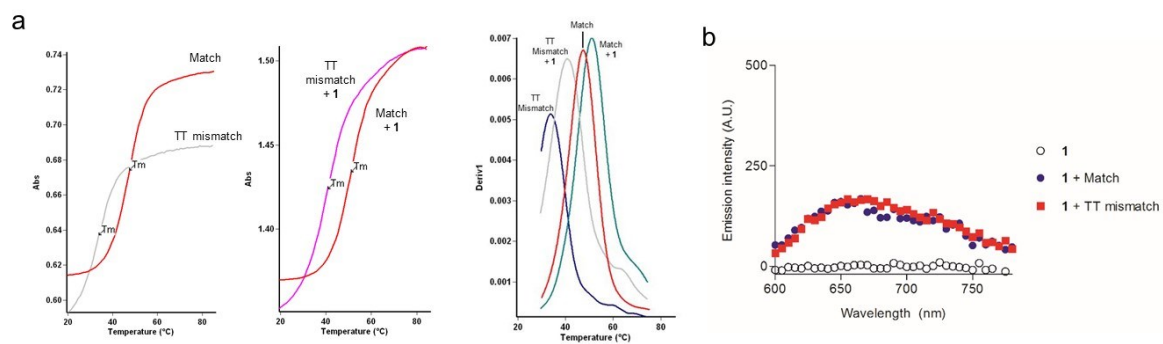 a
0.74
0.72
0.70
0.68
0.66
0.64
0.62
0.60
Abs
Match
TT mismatch
Tm
Tm
20
40
60
80
Temperature (°C)
1.50
1.45
1.40
Abs
TT
mismatch
+ 1
Match
+ 1
Tm
Tm
20
40
60
80
Temperature (°C)
0.007
0.006
0.005
0.004
0.003
0.002
0.001
Deriv1
TT
Mismatch
+ 1
Match
Match
+ 1
TT
Mismatch
20
40
60
80
Temperature (°C)
b
500
250
0
Emission intensity (A.U.)
600
650
700
750
Wavelength (nm)
1
1 + Match
1 + TT mismatch